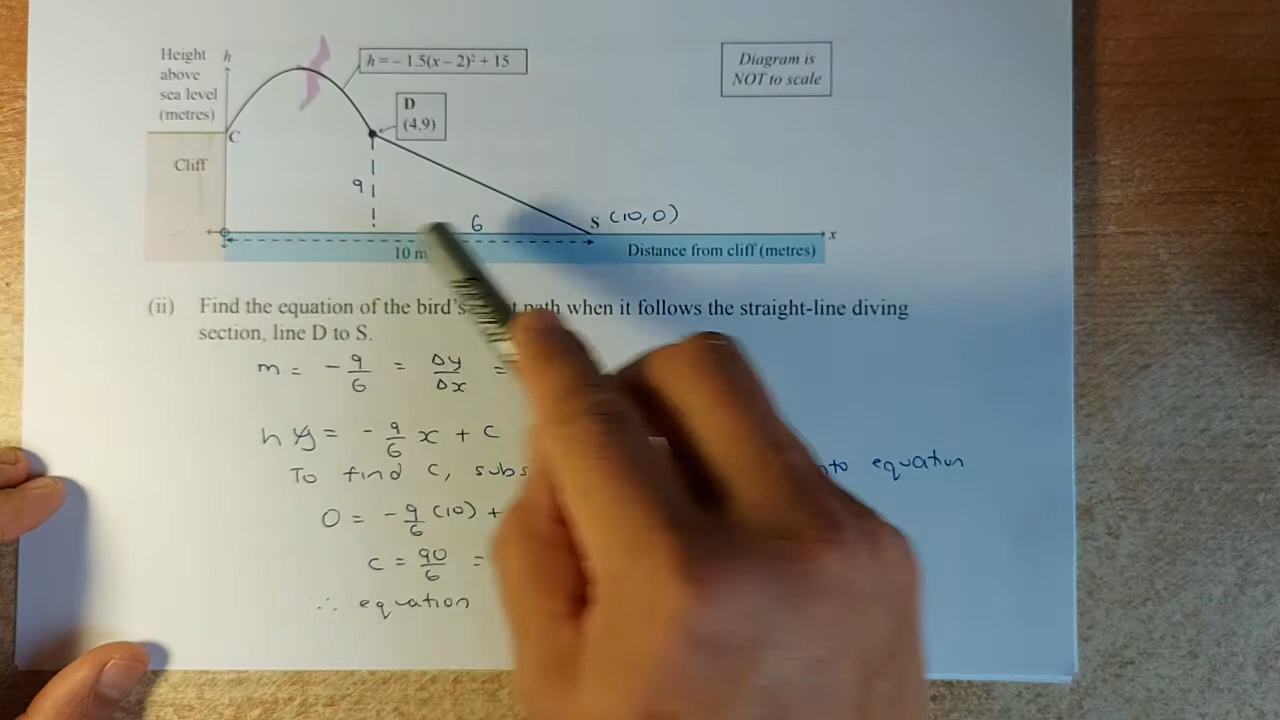 Height h
above
sea level
(metres)
h = – 1.5(x – 2)² + 15
Diagram is
NOT to scale
D
(4,9)
C
Cliff
9
6
S (10,0)
x
10 m
Distance from cliff (metres)
(ii) Find the equation of the bird's path when it follows the straight-line diving
section, line D to S.
m = - 9/6 = Δy/Δx =
h y = - 9/6 x + c
To find c, equation
0 = - 9/6 (10) +
c = 90/6 =
∴ equation